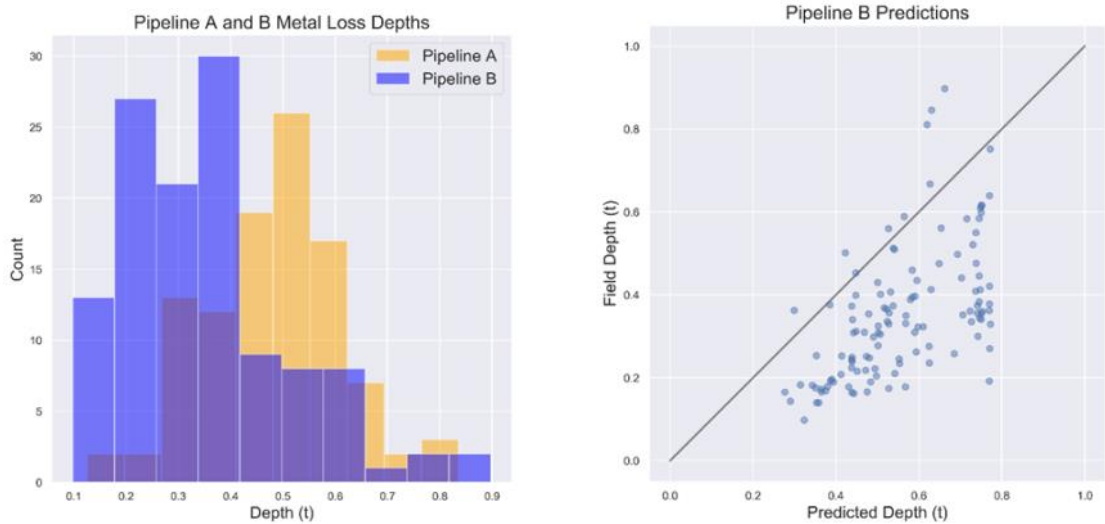 Pipeline A and B Metal Loss Depths
Pipeline A
Pipeline B
30
25
20
15
10
5
0
Count
0.1 0.2 0.3 0.4 0.5 0.6 0.7 0.8 0.9
Depth (t)
Pipeline B Predictions
1.0
0.8
0.6
0.4
0.2
0.0
Field Depth (t)
0.0 0.2 0.4 0.6 0.8 1.0
Predicted Depth (t)